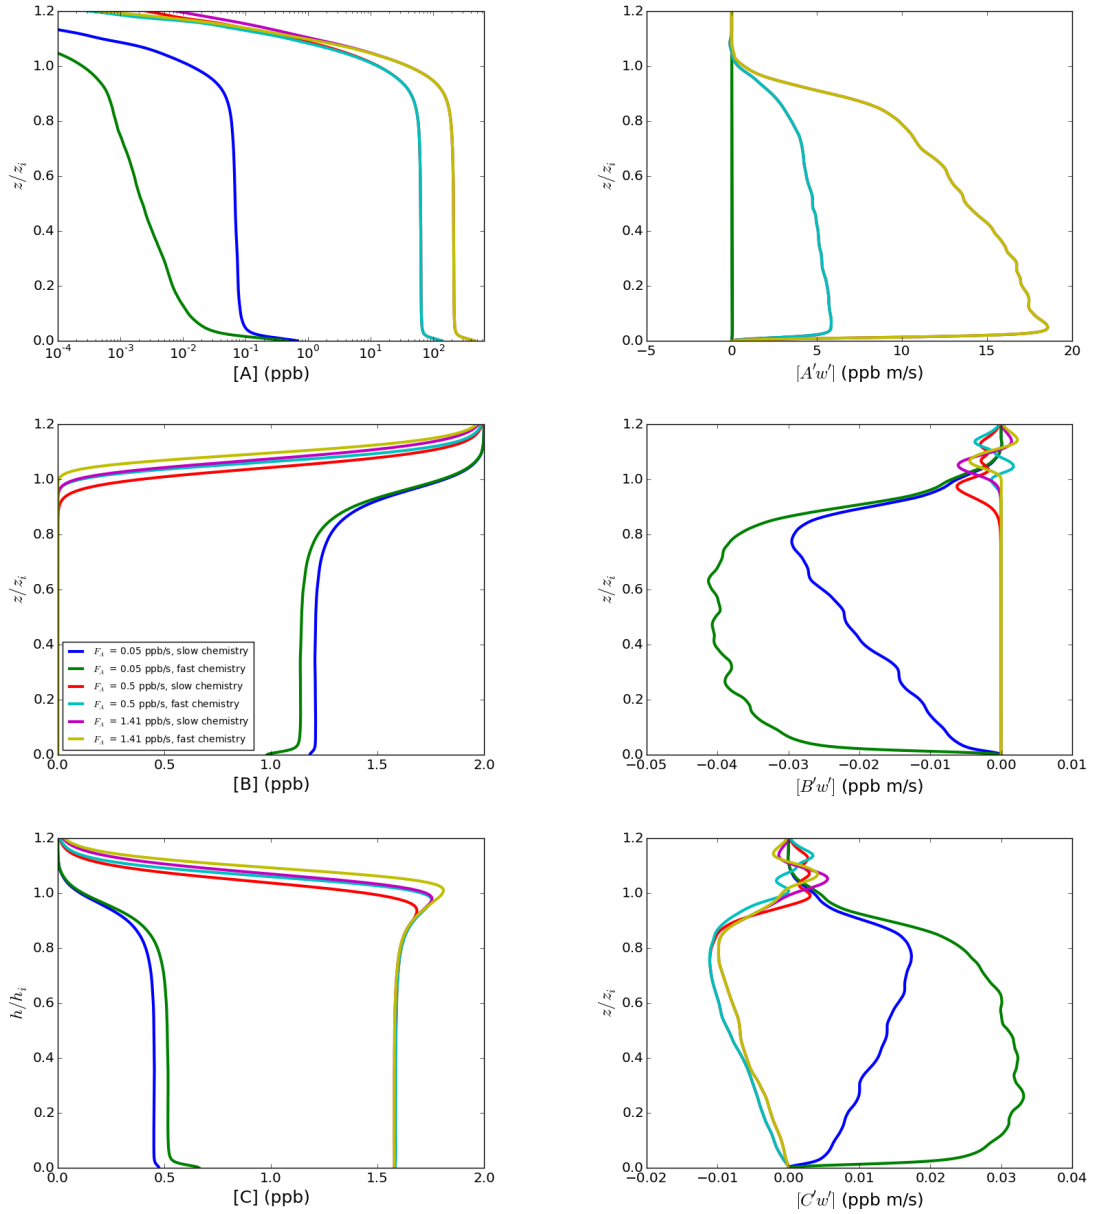 1.2
1.0
0.8
0.6
0.4
0.2
0.0
z/z_i
10^-4 10^-3 10^-2 10^-1 10^0 10^1 10^2
[A] (ppb)
1.2
1.0
0.8
0.6
0.4
0.2
0.0
z/z_i
−5 0 5 10 15 20
[A'w'] (ppb m/s)
1.2
1.0
0.8
0.6
0.4
0.2
0.0
z/z_i
F_A = 0.05 ppb/s, slow chemistry
F_A = 0.05 ppb/s, fast chemistry
F_A = 0.5 ppb/s, slow chemistry
F_A = 0.5 ppb/s, fast chemistry
F_A = 1.41 ppb/s, slow chemistry
F_A = 1.41 ppb/s, fast chemistry
0.0 0.5 1.0 1.5 2.0
[B] (ppb)
1.2
1.0
0.8
0.6
0.4
0.2
0.0
z/z_i
−0.05 −0.04 −0.03 −0.02 −0.01 0.00 0.01
[B'w'] (ppb m/s)
1.2
1.0
0.8
0.6
0.4
0.2
0.0
h/h_i
0.0 0.5 1.0 1.5 2.0
[C] (ppb)
1.2
1.0
0.8
0.6
0.4
0.2
0.0
z/z_i
−0.02 −0.01 0.00 0.01 0.02 0.03 0.04
[C'w'] (ppb m/s)